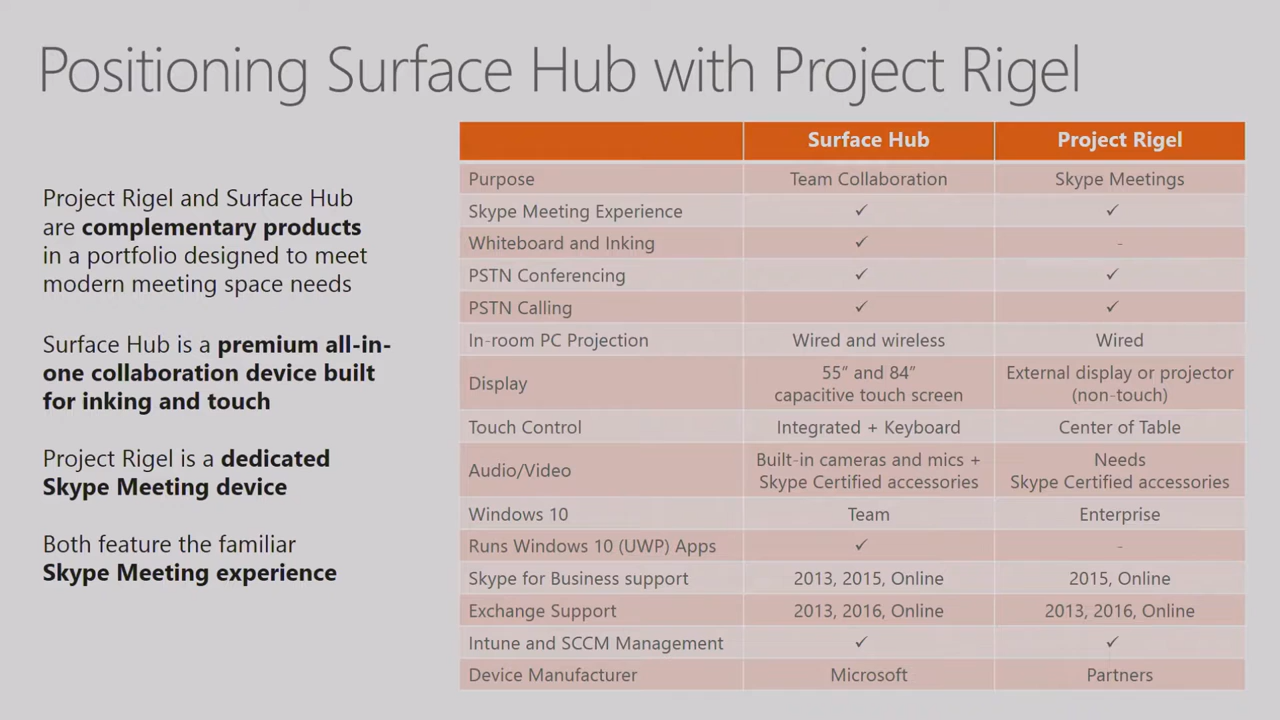 Positioning Surface Hub with Project Rigel
Project Rigel and Surface Hub
are complementary products
in a portfolio designed to meet
modern meeting space needs
Surface Hub is a premium all-in-
one collaboration device built
for inking and touch
Project Rigel is a dedicated
Skype Meeting device
Both feature the familiar
Skype Meeting experience
Surface Hub Project Rigel
Purpose Team Collaboration Skype Meetings
Skype Meeting Experience ✓ ✓
Whiteboard and Inking ✓ -
PSTN Conferencing ✓ ✓
PSTN Calling ✓ ✓
In-room PC Projection Wired and wireless Wired
Display 55” and 84” capacitive touch screen External display or projector (non-touch)
Touch Control Integrated + Keyboard Center of Table
Audio/Video Built-in cameras and mics + Skype Certified accessories Needs Skype Certified accessories
Windows 10 Team Enterprise
Runs Windows 10 (UWP) Apps ✓ -
Skype for Business support 2013, 2015, Online 2015, Online
Exchange Support 2013, 2016, Online 2013, 2016, Online
Intune and SCCM Management ✓ ✓
Device Manufacturer Microsoft Partners